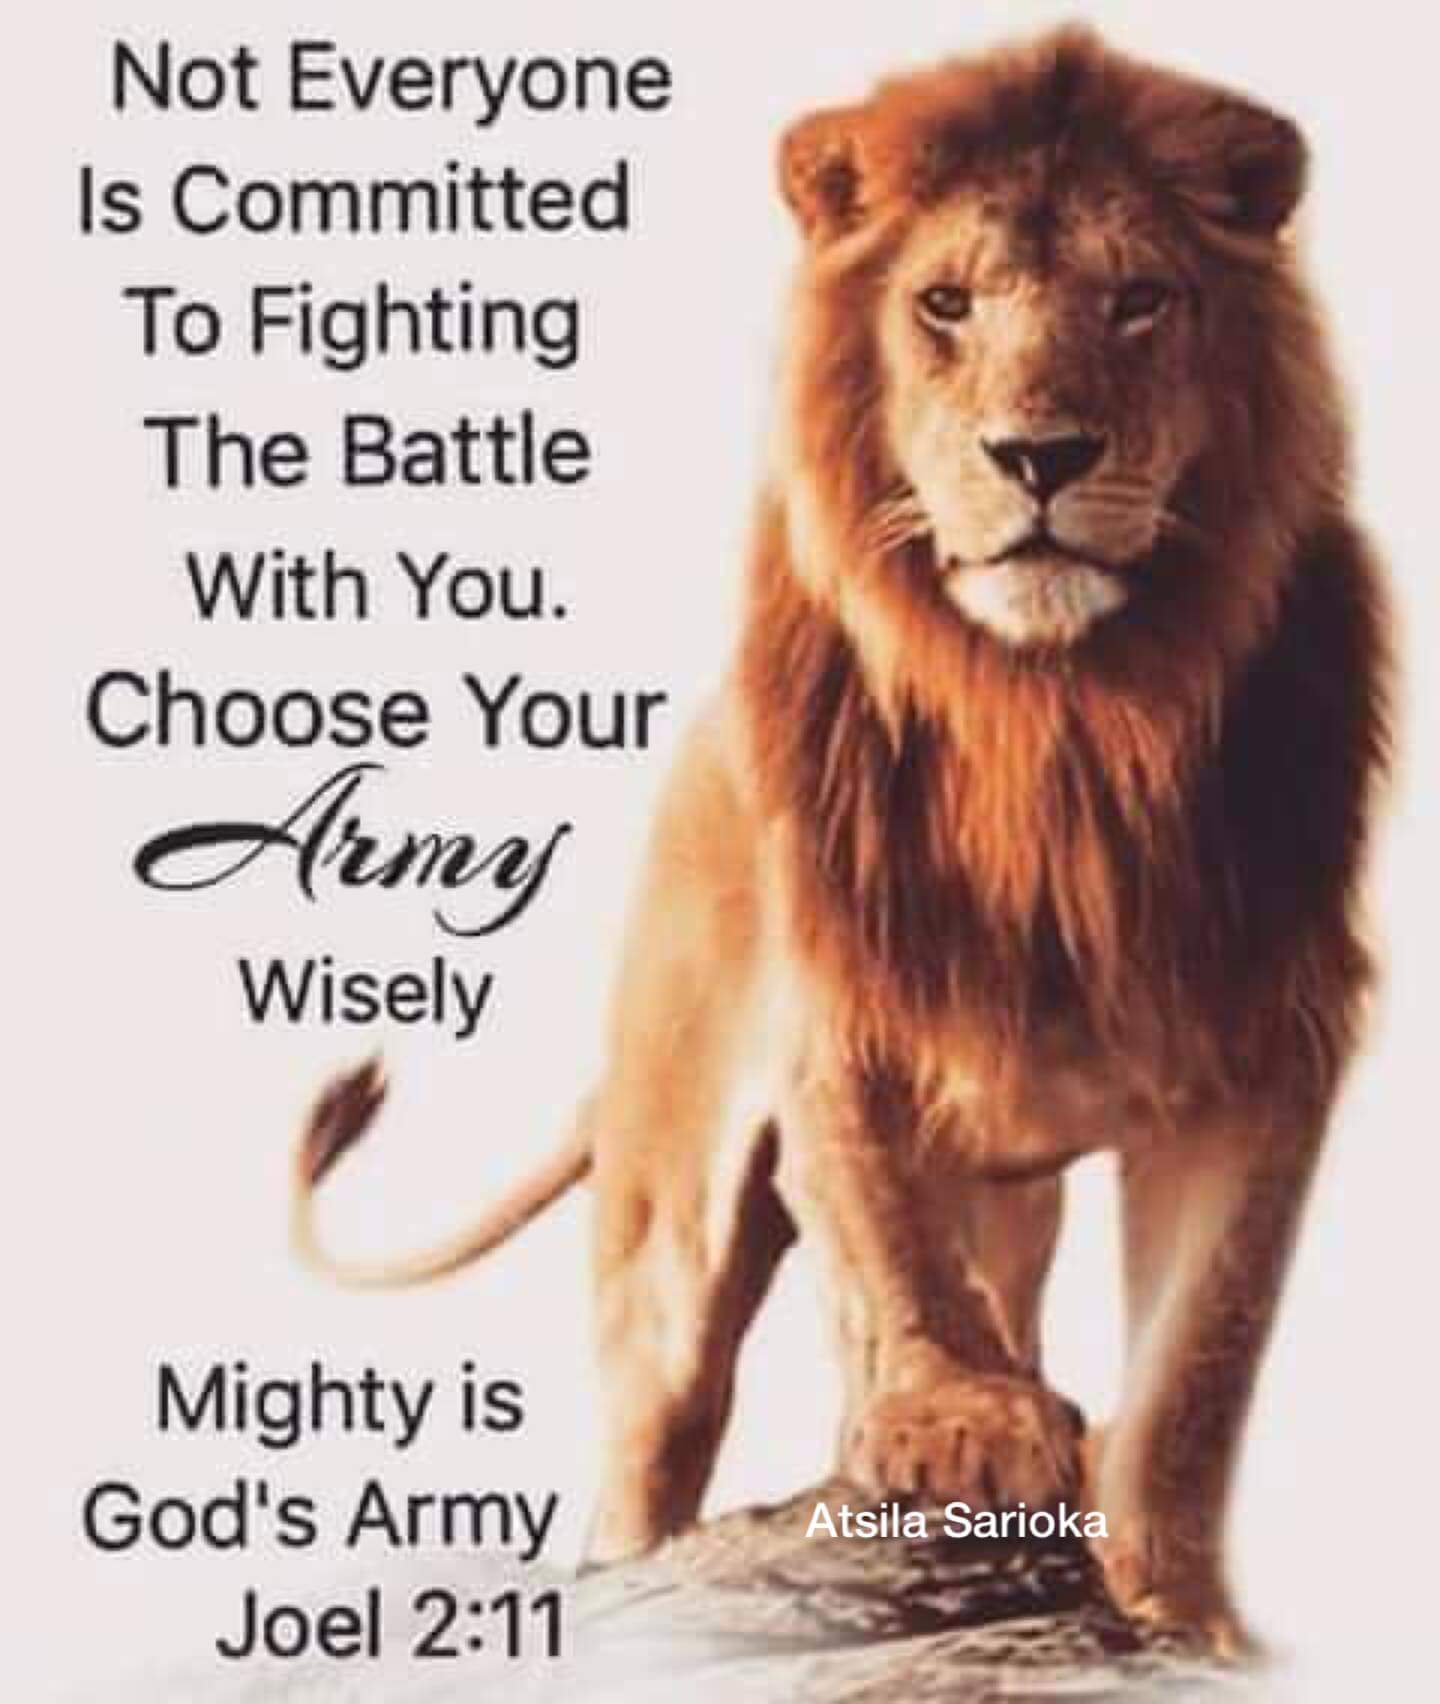 Not Everyone
Is Committed
To Fighting
The Battle
With You.
Choose Your
Army
Wisely
Mighty is
God's Army
Joel 2:11
Atsila Sarioka